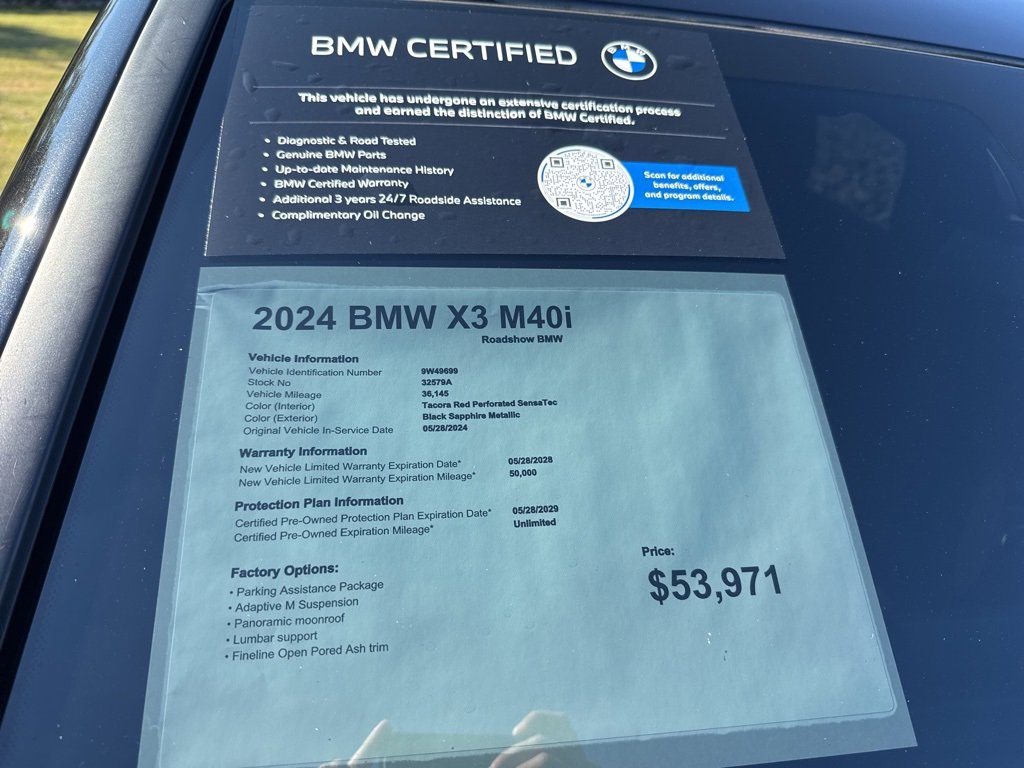 BMW CERTIFIED
BMW
This vehicle has undergone an extensive certification process
and earned the distinction of BMW Certified.
• Diagnostic & Road Tested
• Genuine BMW Parts
• Up-to-date Maintenance History
• BMW Certified Warranty
• Additional 3 years 24/7 Roadside Assistance
• Complimentary Oil Change
Scan for additional
benefits, offers,
and program details.
2024 BMW X3 M40i
Roadshow BMW
Vehicle Information
Vehicle Identification Number 9W49699
Stock No 32579A
Vehicle Mileage 36,145
Color (Interior) Tacora Red Perforated SensaTec
Color (Exterior) Black Sapphire Metallic
Original Vehicle In-Service Date 05/28/2024
Warranty Information
New Vehicle Limited Warranty Expiration Date* 05/28/2028
New Vehicle Limited Warranty Expiration Mileage* 50,000
Protection Plan Information
Certified Pre-Owned Protection Plan Expiration Date* 05/28/2029
Certified Pre-Owned Expiration Mileage* Unlimited
Factory Options:
• Parking Assistance Package
• Adaptive M Suspension
• Panoramic moonroof
• Lumbar support
• Fineline Open Pored Ash trim
Price:
$53,971